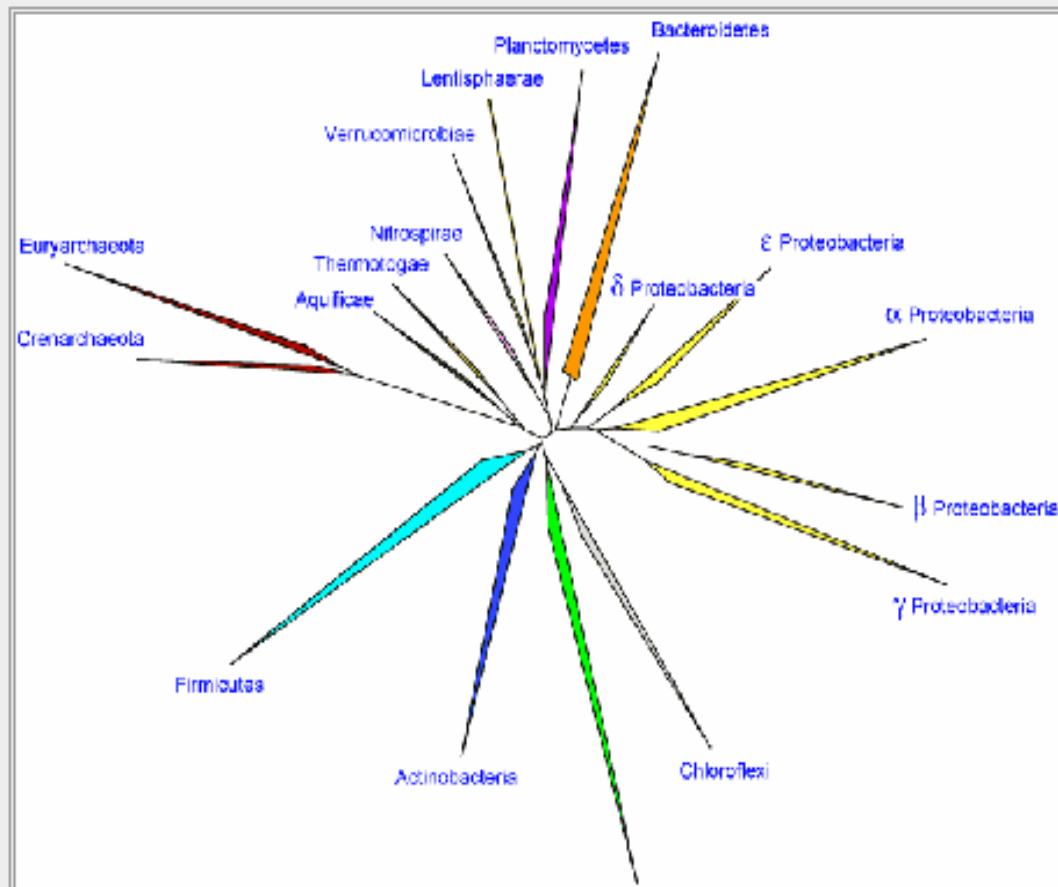 Bacteroidetes
Planctomycetes
Lentisphaerae
Verrucomicrobiae
Nitrospirae
Thermotogae
Aquificae
Euryarchaeota
Crenarchaeota
ε Proteobacteria
δ Proteobacteria
α Proteobacteria
β Proteobacteria
γ Proteobacteria
Firmicutes
Actinobacteria
Chloroflexi